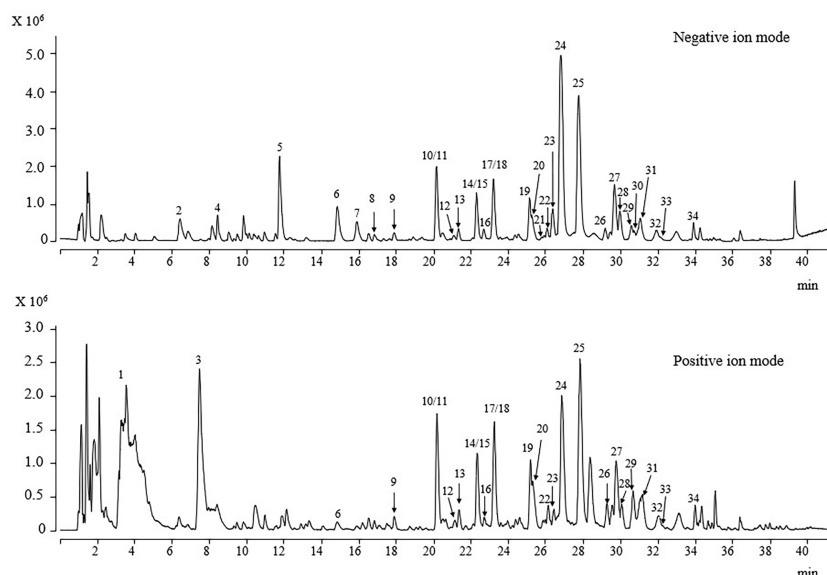 X 10⁶
Negative ion mode
5.0
4.0
3.0
2.0
1.0
0
2 4 5 6 7 8 9 10/11 12 13 14/15 16 17/18 19 20 21 22 23 24 25 26 27 28 29 30 31 32 33 34
2 4 6 8 10 12 14 16 18 20 22 24 26 28 30 32 34 36 38 40
min
X 10⁶
Positive ion mode
3.0
2.5
2.0
1.5
1.0
0.5
0
1 3 6 9 10/11 12 13 14/15 16 17/18 19 20 22 23 24 25 26 27 28 29 31 32 33 34
2 4 6 8 10 12 14 16 18 20 22 24 26 28 30 32 34 36 38 40
min